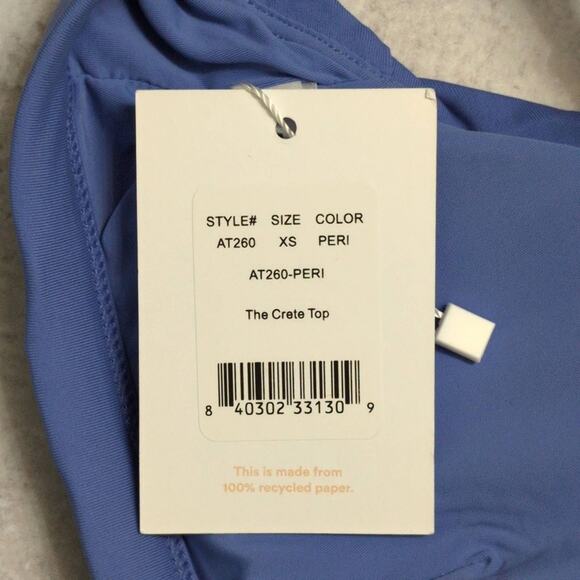 STYLE# SIZE COLOR
AT260 XS PERI
AT260-PERI
The Crete Top
8 40302 33130 9
This is made from
100% recycled paper.